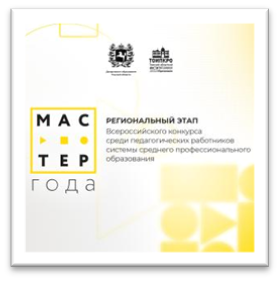 ТОИПКРО
МАС
ТЕР
года
РЕГИОНАЛЬНЫЙ ЭТАП
Всероссийского конкурса
среди педагогических работников
системы среднего профессионального
образования